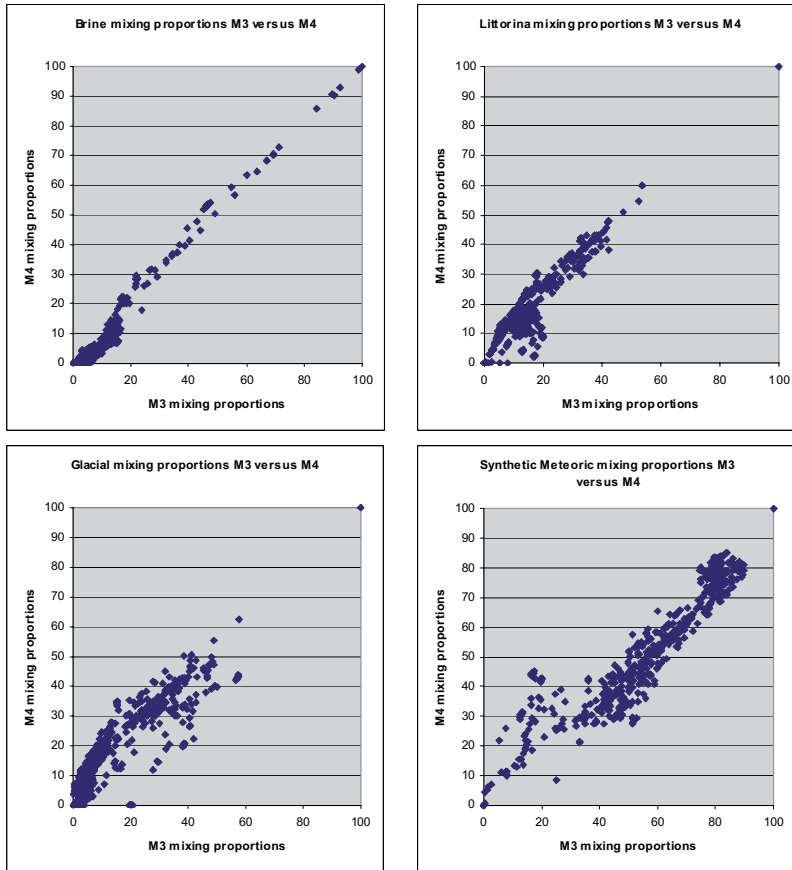 Brine mixing proportions M3 versus M4
100
90
80
70
60
50
40
30
20
10
0
0 20 40 60 80 100
M4 mixing proportions
M3 mixing proportions
Littorina mixing proportions M3 versus M4
100
90
80
70
60
50
40
30
20
10
0
0 20 40 60 80 100
M4 mixing proportions
M3 mixing proportions
Glacial mixing proportions M3 versus M4
100
90
80
70
60
50
40
30
20
10
0
0 20 40 60 80 100
M4 mixing proportions
M3 mixing proportions
Synthetic Meteoric mixing proportions M3
versus M4
100
90
80
70
60
50
40
30
20
10
0
0 20 40 60 80 100
M4 mixing proportions
M3 mixing proportions